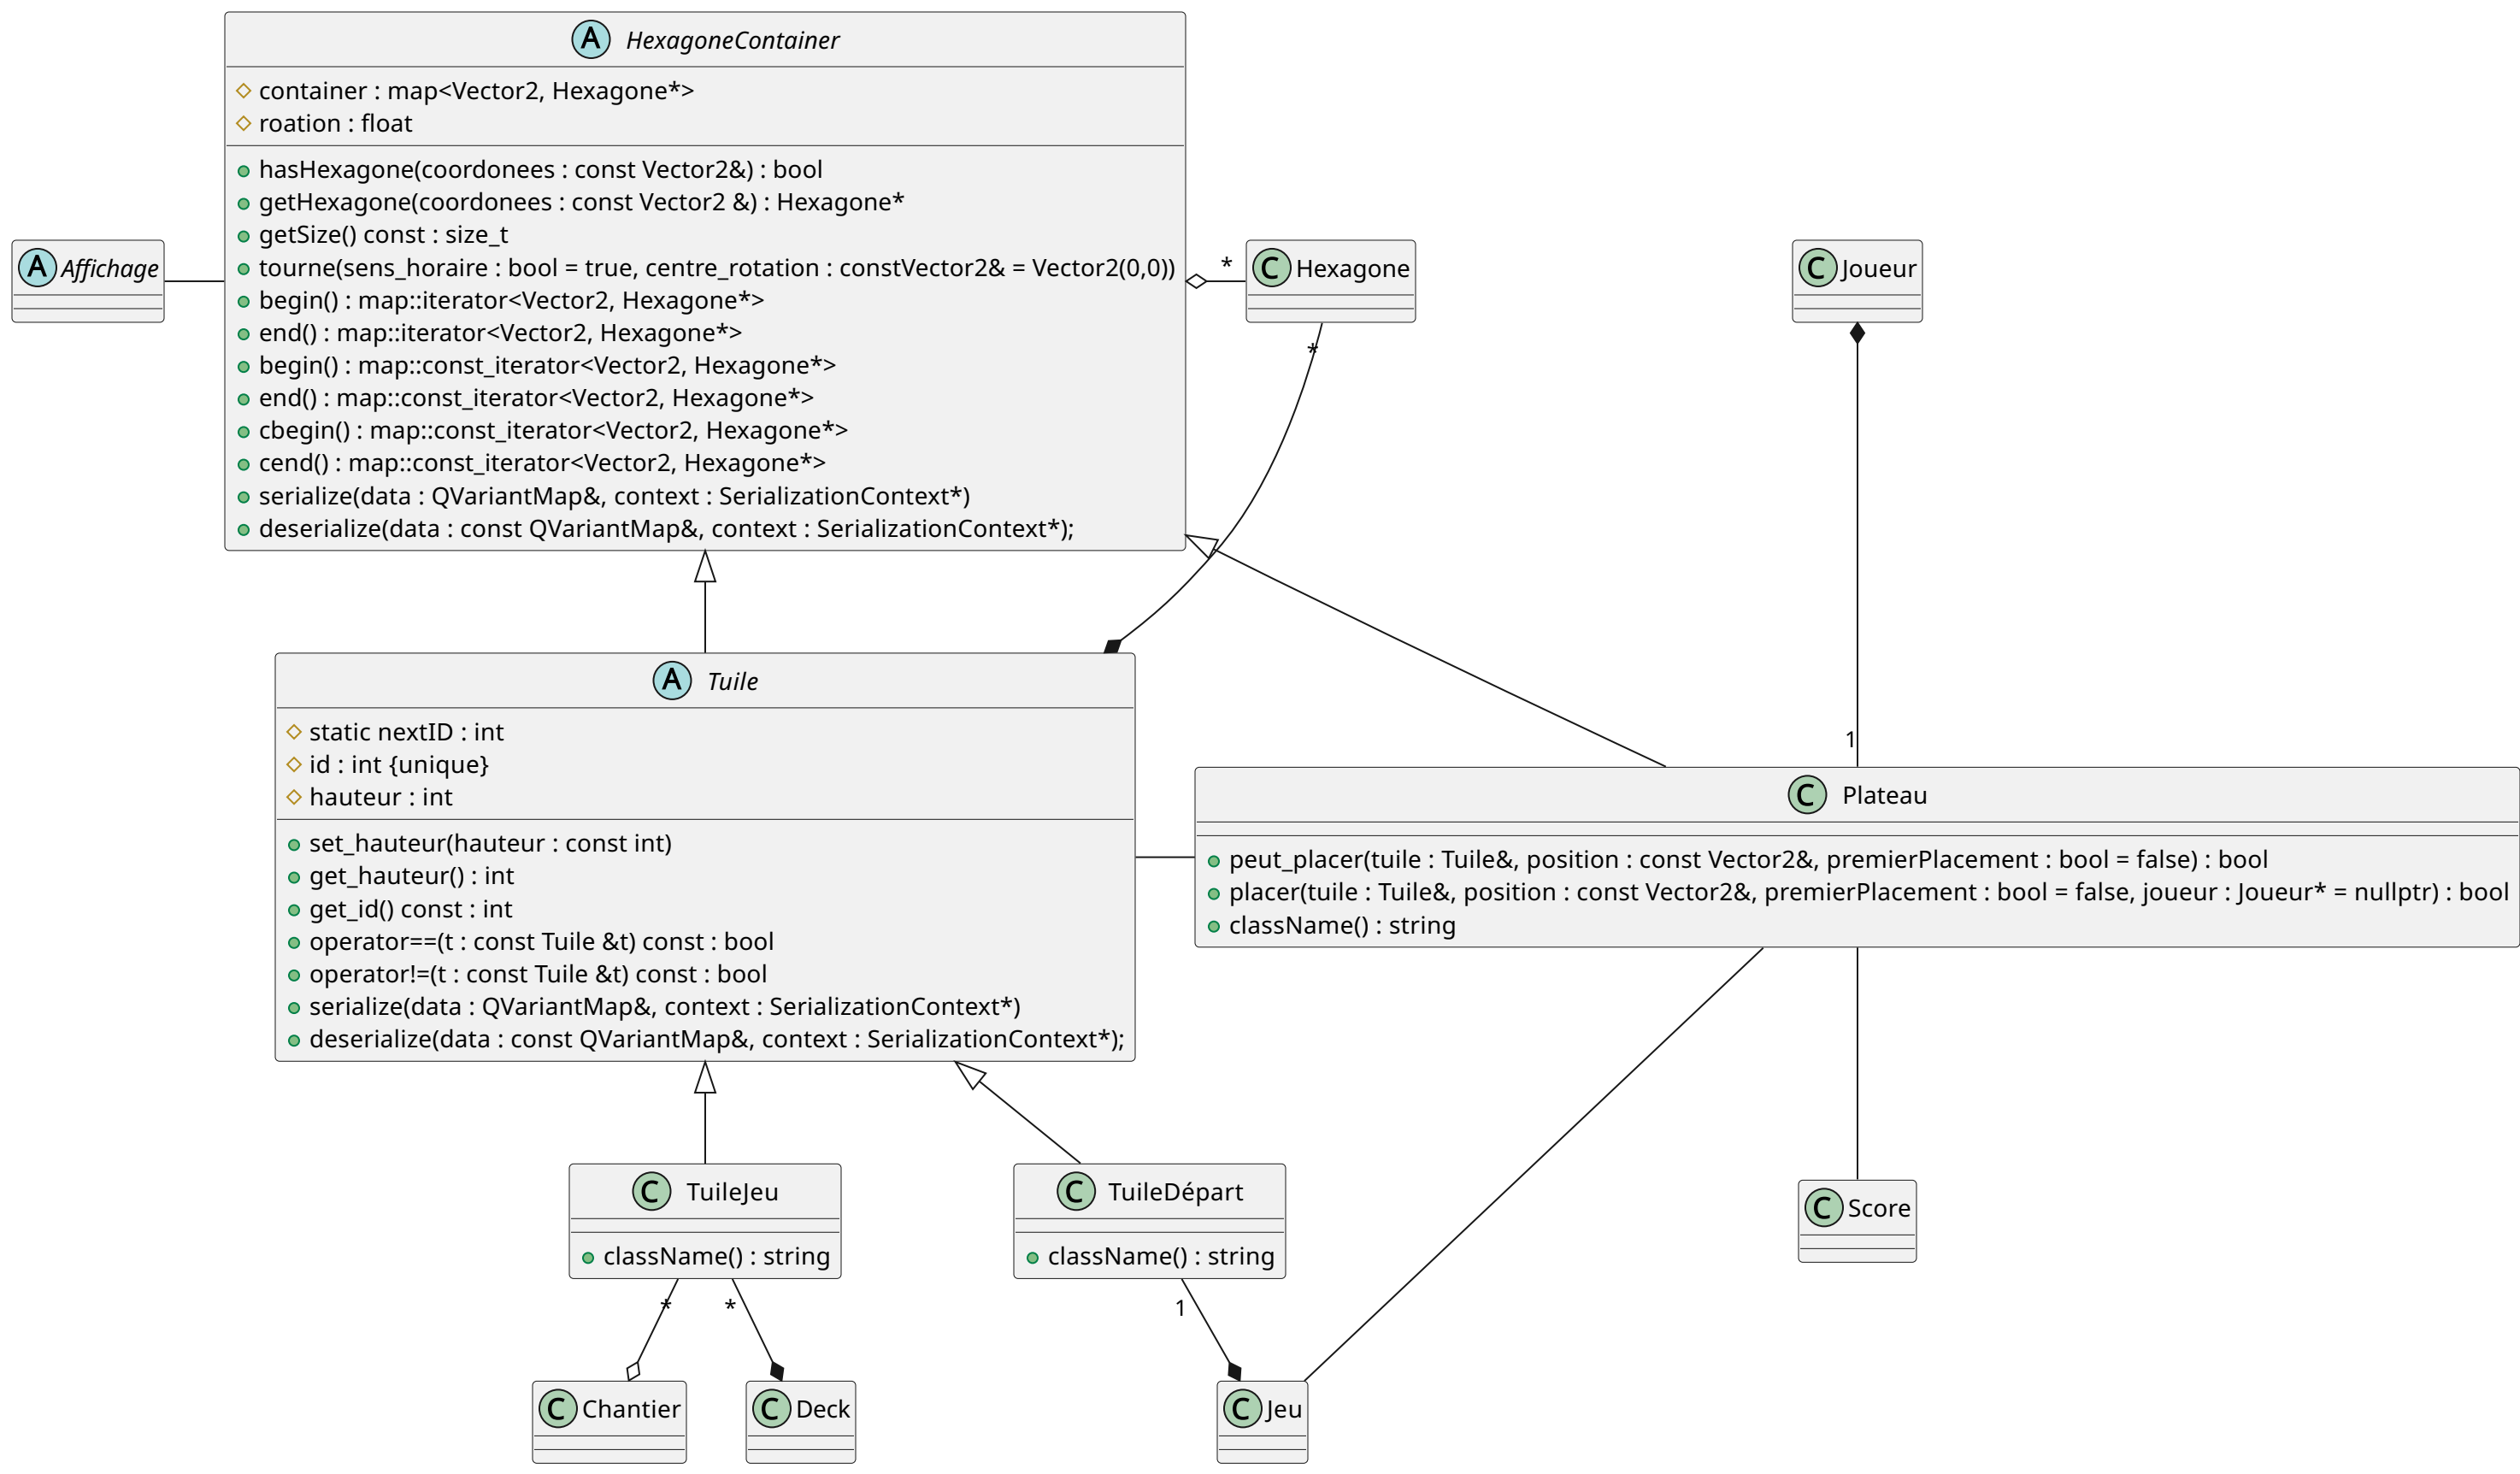 A HexagoneContainer
container : map<Vector2, Hexagone*>
roation : float
hasHexagone(coordonees : const Vector2&) : bool
getHexagone(coordonees : const Vector2 &) : Hexagone*
getSize() const : size_t
tourne(sens_horaire : bool = true, centre_rotation : constVector2& = Vector2(0,0))
begin() : map::iterator<Vector2, Hexagone*>
end() : map::iterator<Vector2, Hexagone*>
begin() : map::const_iterator<Vector2, Hexagone*>
end() : map::const_iterator<Vector2, Hexagone*>
cbegin() : map::const_iterator<Vector2, Hexagone*>
cend() : map::const_iterator<Vector2, Hexagone*>
serialize(data : QVariantMap&, context : SerializationContext*)
deserialize(data : const QVariantMap&, context : SerializationContext*);
A Affichage
*
C Hexagone
*
C Joueur
1
A Tuile
static nextID : int
id : int {unique}
hauteur : int
set_hauteur(hauteur : const int)
get_hauteur() : int
get_id() const : int
operator==(t : const Tuile &t) const : bool
operator!=(t : const Tuile &t) const : bool
serialize(data : QVariantMap&, context : SerializationContext*)
deserialize(data : const QVariantMap&, context : SerializationContext*);
C Plateau
peut_placer(tuile : Tuile&, position : const Vector2&, premierPlacement : bool = false) : bool
placer(tuile : Tuile&, position : const Vector2&, premierPlacement : bool = false, joueur : Joueur* = nullptr) : bool
className() : string
C TuileJeu
className() : string
* *
C TuileDépart
className() : string
1
C Score
C Chantier
C Deck
C Jeu